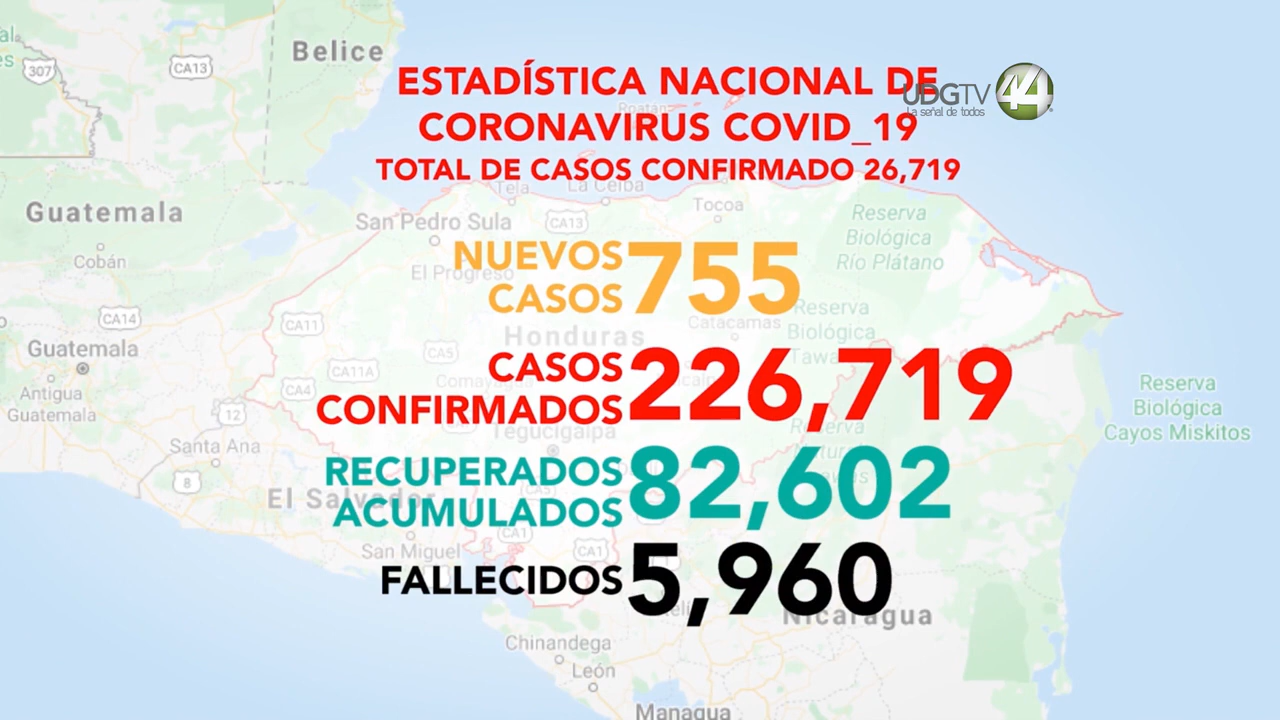 Belice
307
CA13
ESTADÍSTICA NACIONAL DE
UDGTV 44
La señal de todos
CORONAVIRUS COVID_19
Roatán
TOTAL DE CASOS CONFIRMADO 26,719
Tela
La Ceiba
Guatemala
San Pedro Sula
CA13
Tocoa
Reserva
Biológica
Río Plátano
NUEVOS
CASOS
755
Cobán
El Progreso
CA14
CA11
Honduras
Catacamas
Reserva
Biológica
Guatemala
CA5
CA11A
CASOS
CONFIRMADOS
226,719
Antigua
Guatemala
CA4
12
Reserva
Biológica
Cayos Miskitos
Tegucigalpa
Santa Ana
8
RECUPERADOS
ACUMULADOS
82,602
El Salvador
CA5
CA1
San Miguel
CA1
FALLECIDOS
5,960
Nicaragua
Chinandega
León
Managua